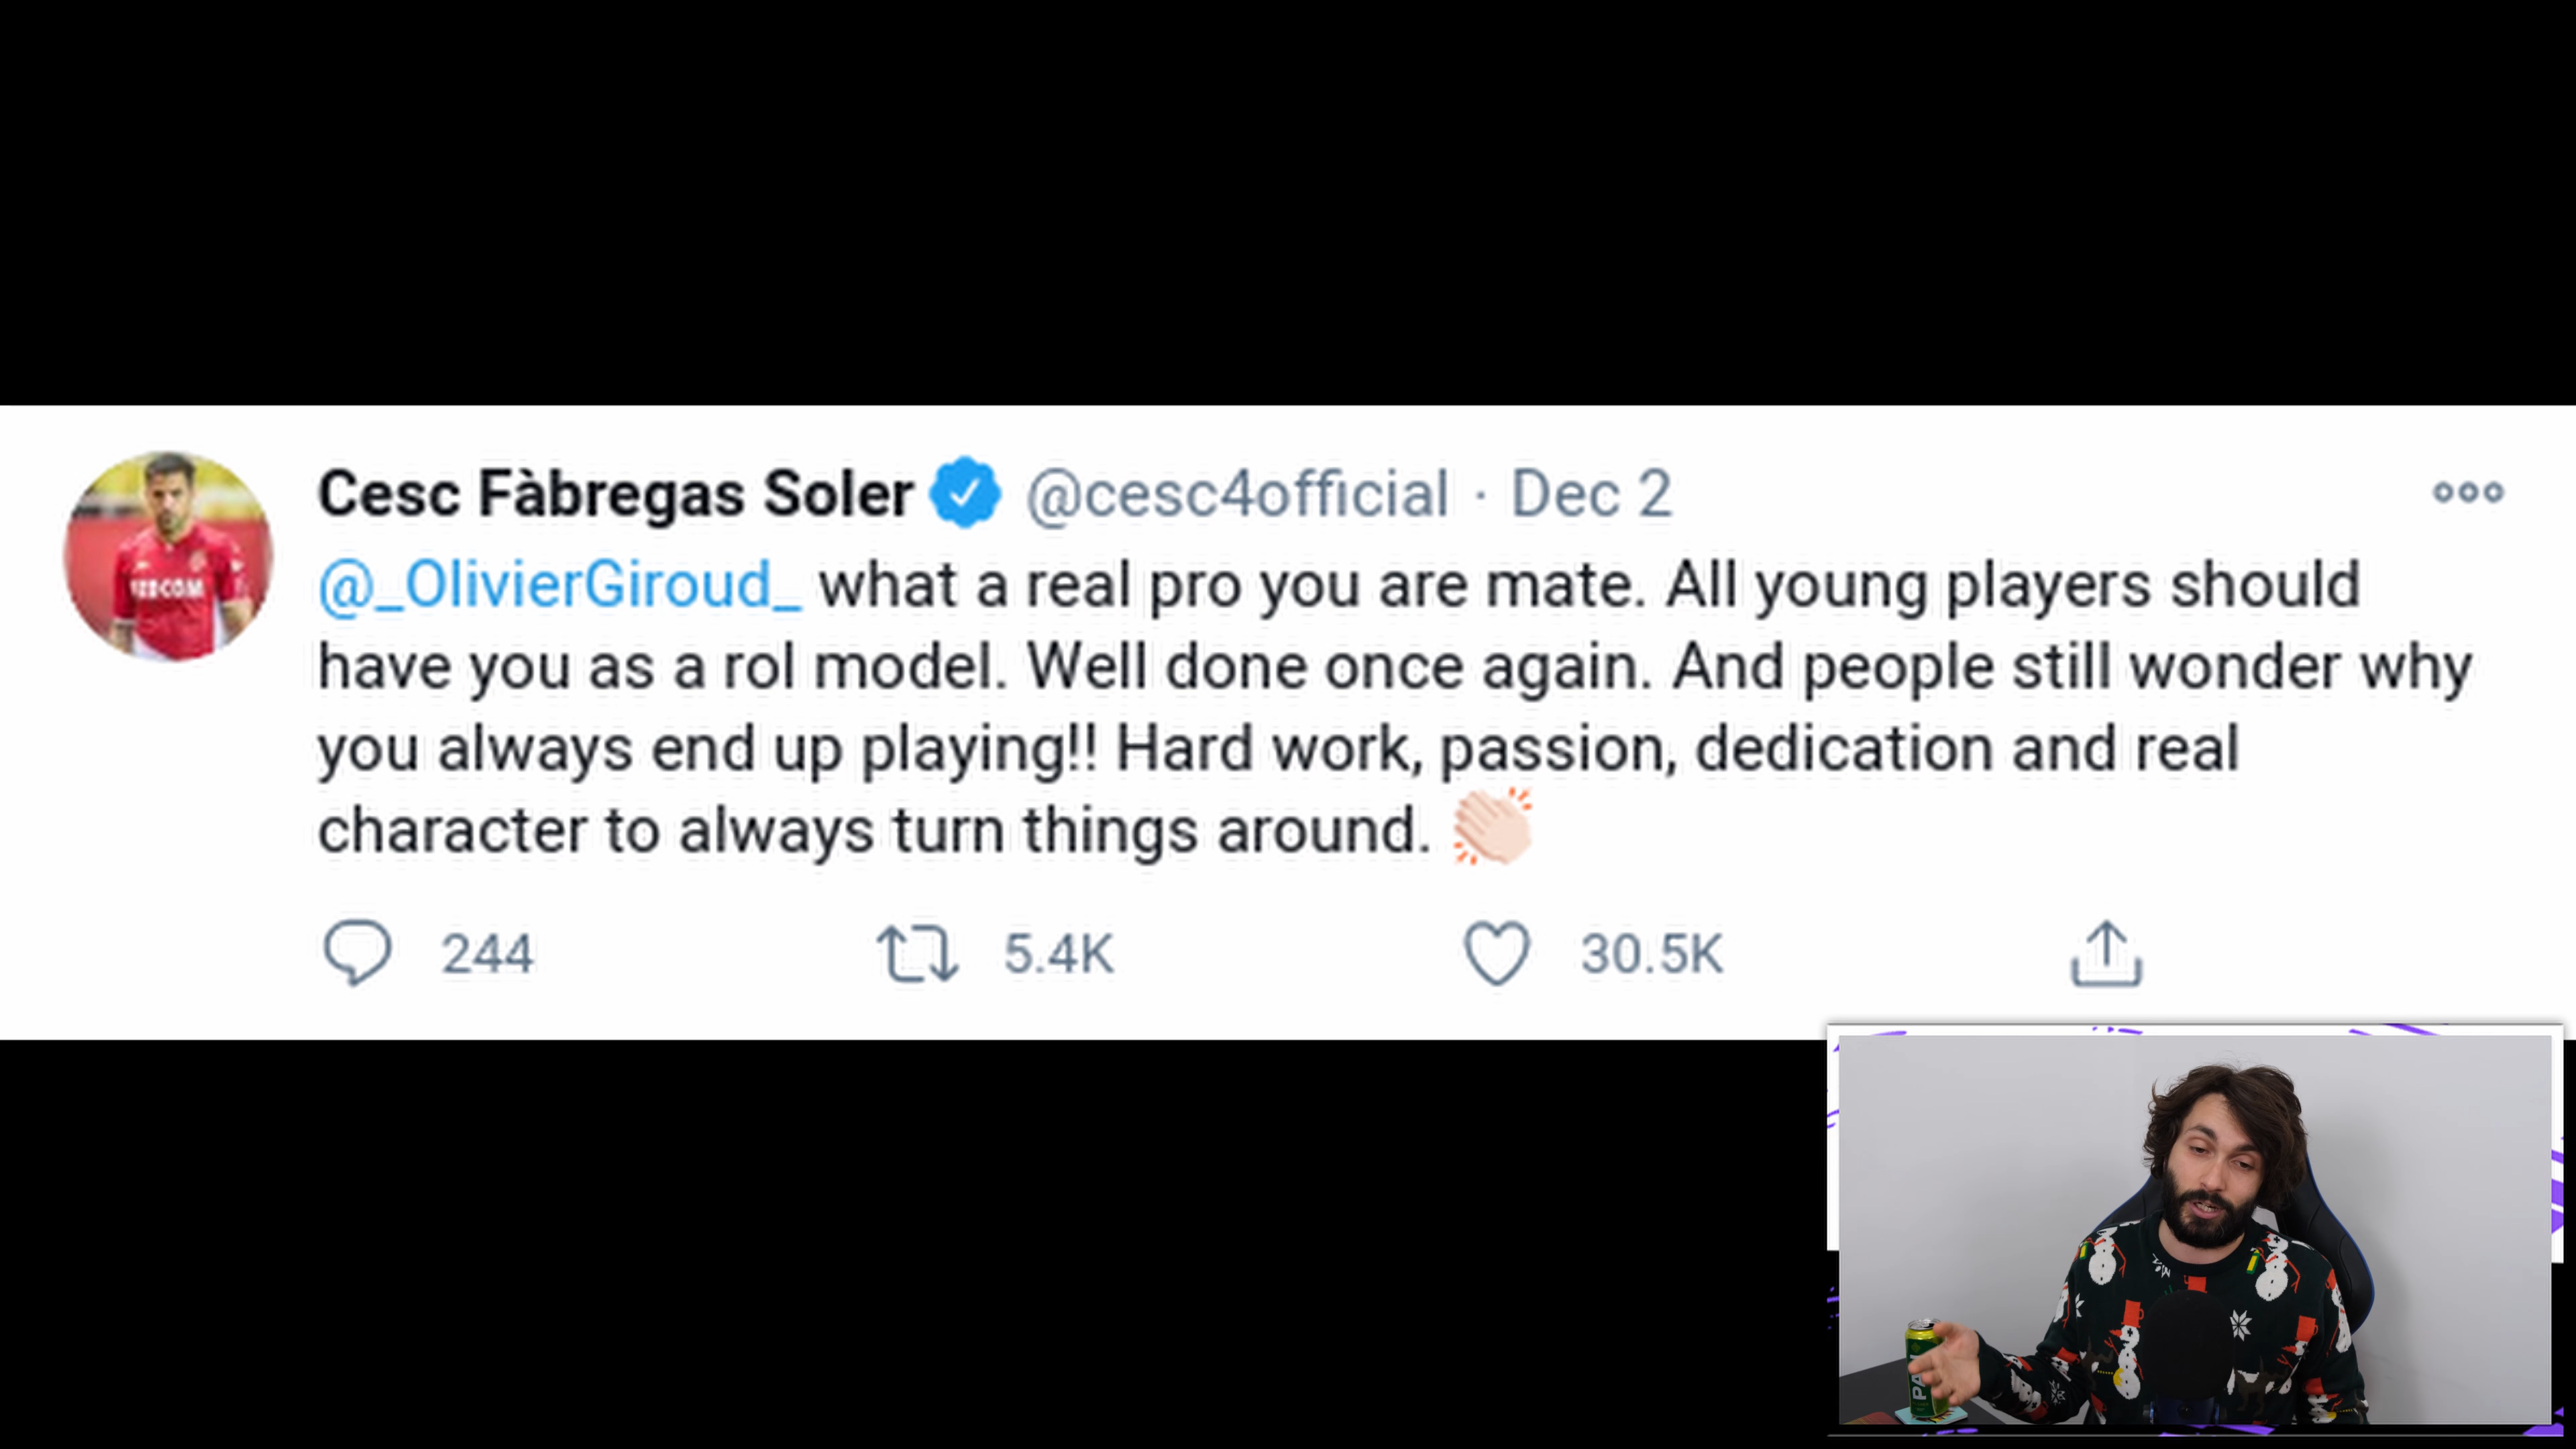 Cesc Fàbregas Soler @cesc4official · Dec 2
@_OlivierGiroud_ what a real pro you are mate. All young players should
have you as a rol model. Well done once again. And people still wonder why
you always end up playing!! Hard work, passion, dedication and real
character to always turn things around. 👏🏻
244 5.4K 30.5K